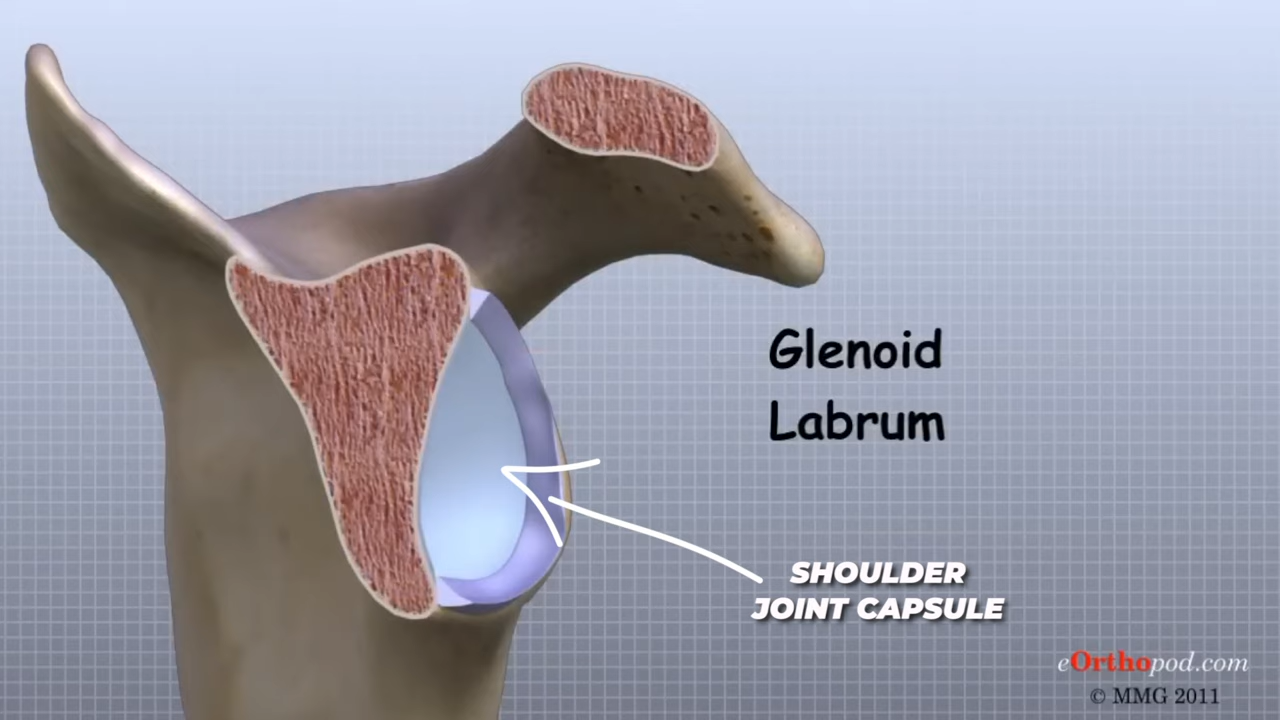 Glenoid
Labrum
SHOULDER
JOINT CAPSULE
eOrthopod.com
© MMG 2011